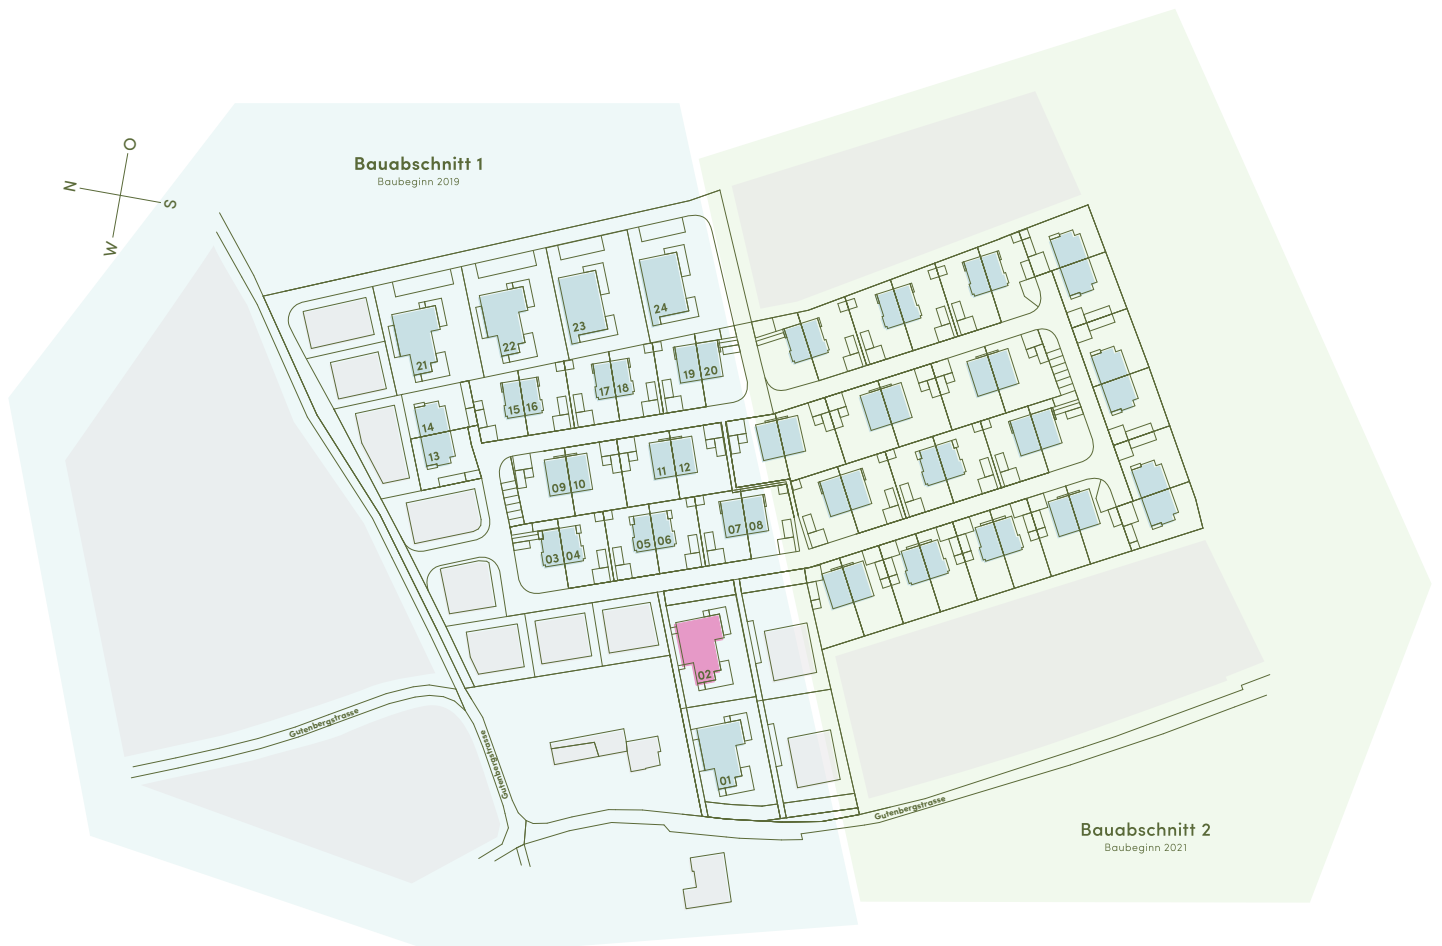 O
N
S
W
Bauabschnitt 1
Baubeginn 2019
21
22
23
24
14
13
15 16
17 18
19 20
09 10
11 12
03 04
05 06
07 08
02
01
Gutenbergstrasse
Gutenbergstrasse
Gutenbergstrasse
Bauabschnitt 2
Baubeginn 2021